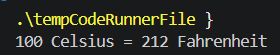 .\tempCodeRunnerFile }
100 Celsius = 212 Fahrenheit